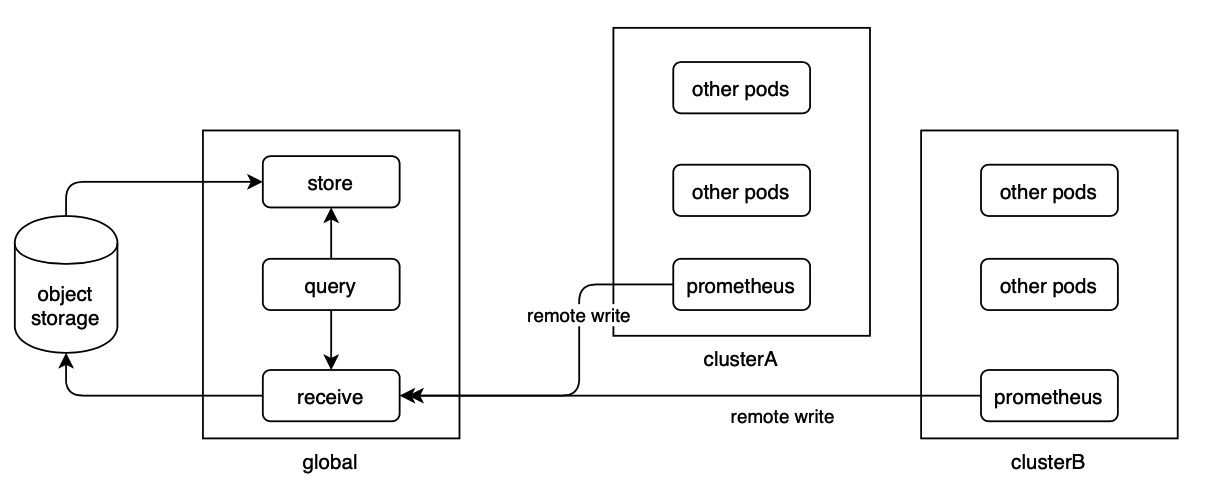 other pods
other pods
prometheus
clusterA
remote write
store
query
receive
global
object
storage
other pods
other pods
prometheus
clusterB
remote write